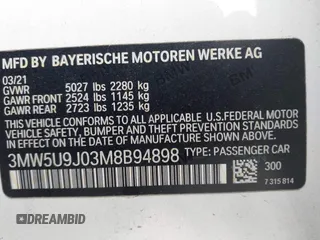 MFD BY BAYERISCHE MOTOREN WERKE AG
03/21
GVWR 5027 lbs 2280 kg
GAWR FRONT 2524 lbs 1145 kg
GAWR REAR 2723 lbs 1235 kg
THIS VEHICLE CONFORMS TO ALL APPLICABLE
U.S. FEDERAL MOTOR VEHICLE SAFETY, BUMPER,
AND THEFT PREVENTION STANDARDS IN EFFECT ON
THE DATE OF MANUFACTURE SHOWN ABOVE.
3MW5U9J03M8B94898 TYPE: PASSENGER CAR
300
7 315 814
DREAMBID